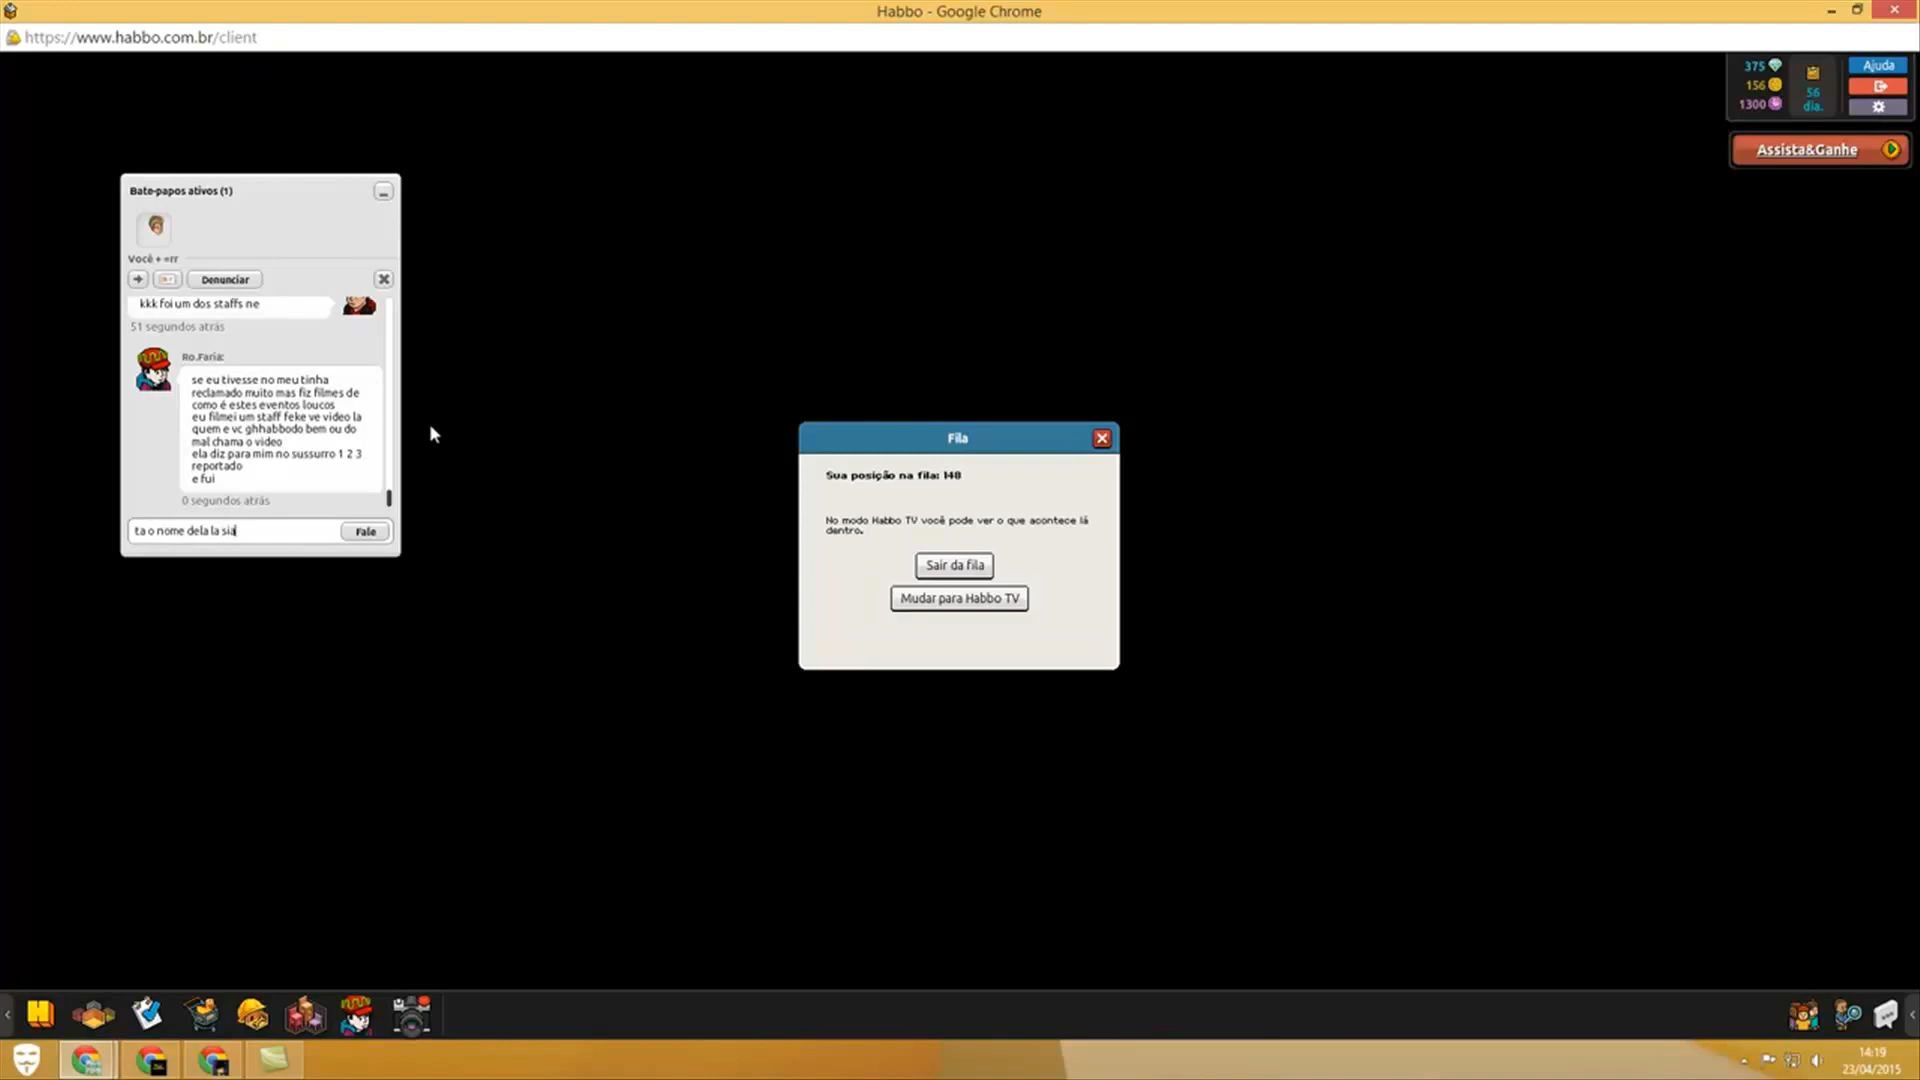 Habbo - Google Chrome
https://www.habbo.com.br/client
375
156
1300
56
dia.
Ajuda
Assista&Ganhe
Bate-papos ativos (1)
Você + =rr
Denunciar
kkk foi um dos staffs ne
51 segundos atrás
Ro.Faria:
se eu tivesse no meu tinha
reclamado muito mas fiz filmes de
como é estes eventos loucos
eu filmei um staff feke ve video la
quem e vc ghhabbodo bem ou do
mal chama o video
ela diz para mim no sussurro 1 2 3
reportado
e fui
0 segundos atrás
ta o nome dela la sia
Fale
Fila
Sua posição na fila: 148
No modo Habbo TV você pode ver o que acontece lá
dentro.
Sair da fila
Mudar para Habbo TV
14:19
23/04/2015